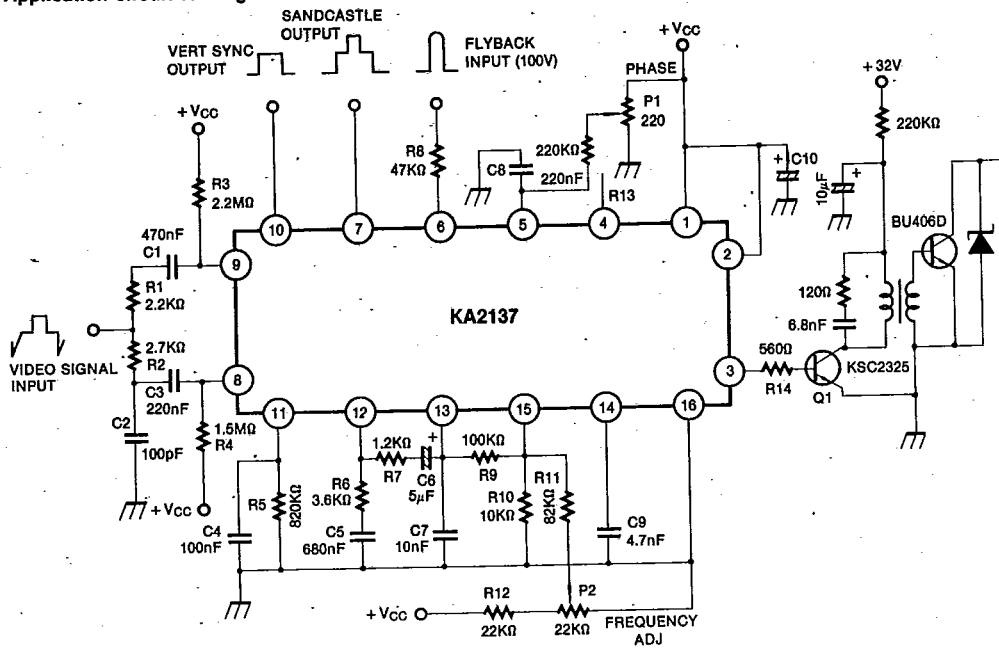 SANDCASTLE
OUTPUT
VERT SYNC
OUTPUT
FLYBACK
INPUT (100V)
+VCC
PHASE
+32V
+VCC
P1
220
220KΩ
R3
2.2MΩ
R8
47KΩ
C8
220nF
220KΩ
+
C10
10μF
+
R13
BU406D
470nF
C1
10
7
6
5
4
1
9
2
R1
2.2KΩ
KA2137
120Ω
6.8nF
2.7KΩ
R2
VIDEO SIGNAL
INPUT
560Ω
KSC2325
8
3
R14
Q1
C3
220nF
11
12
13
15
14
16
C2
100pF
1.5MΩ
R4
1.2KΩ
R7
+
C6
5μF
100KΩ
R9
R11
82KΩ
R5
820KΩ
R6
3.6KΩ
R10
10KΩ
+VCC
C4
100nF
C5
680nF
C7
10nF
C9
4.7nF
R12
P2
+VCC
22KΩ
22KΩ
FREQUENCY
ADJ